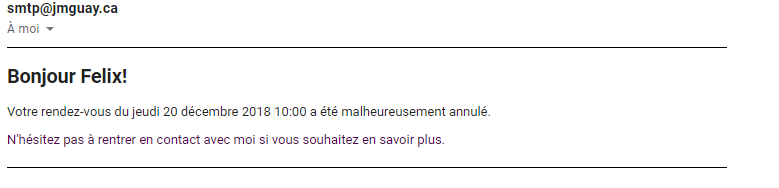 smtp@jmguay.ca
À moi
Bonjour Felix!
Votre rendez-vous du jeudi 20 décembre 2018 10:00 a été malheureusement annulé.
N'hésitez pas à rentrer en contact avec moi si vous souhaitez en savoir plus.